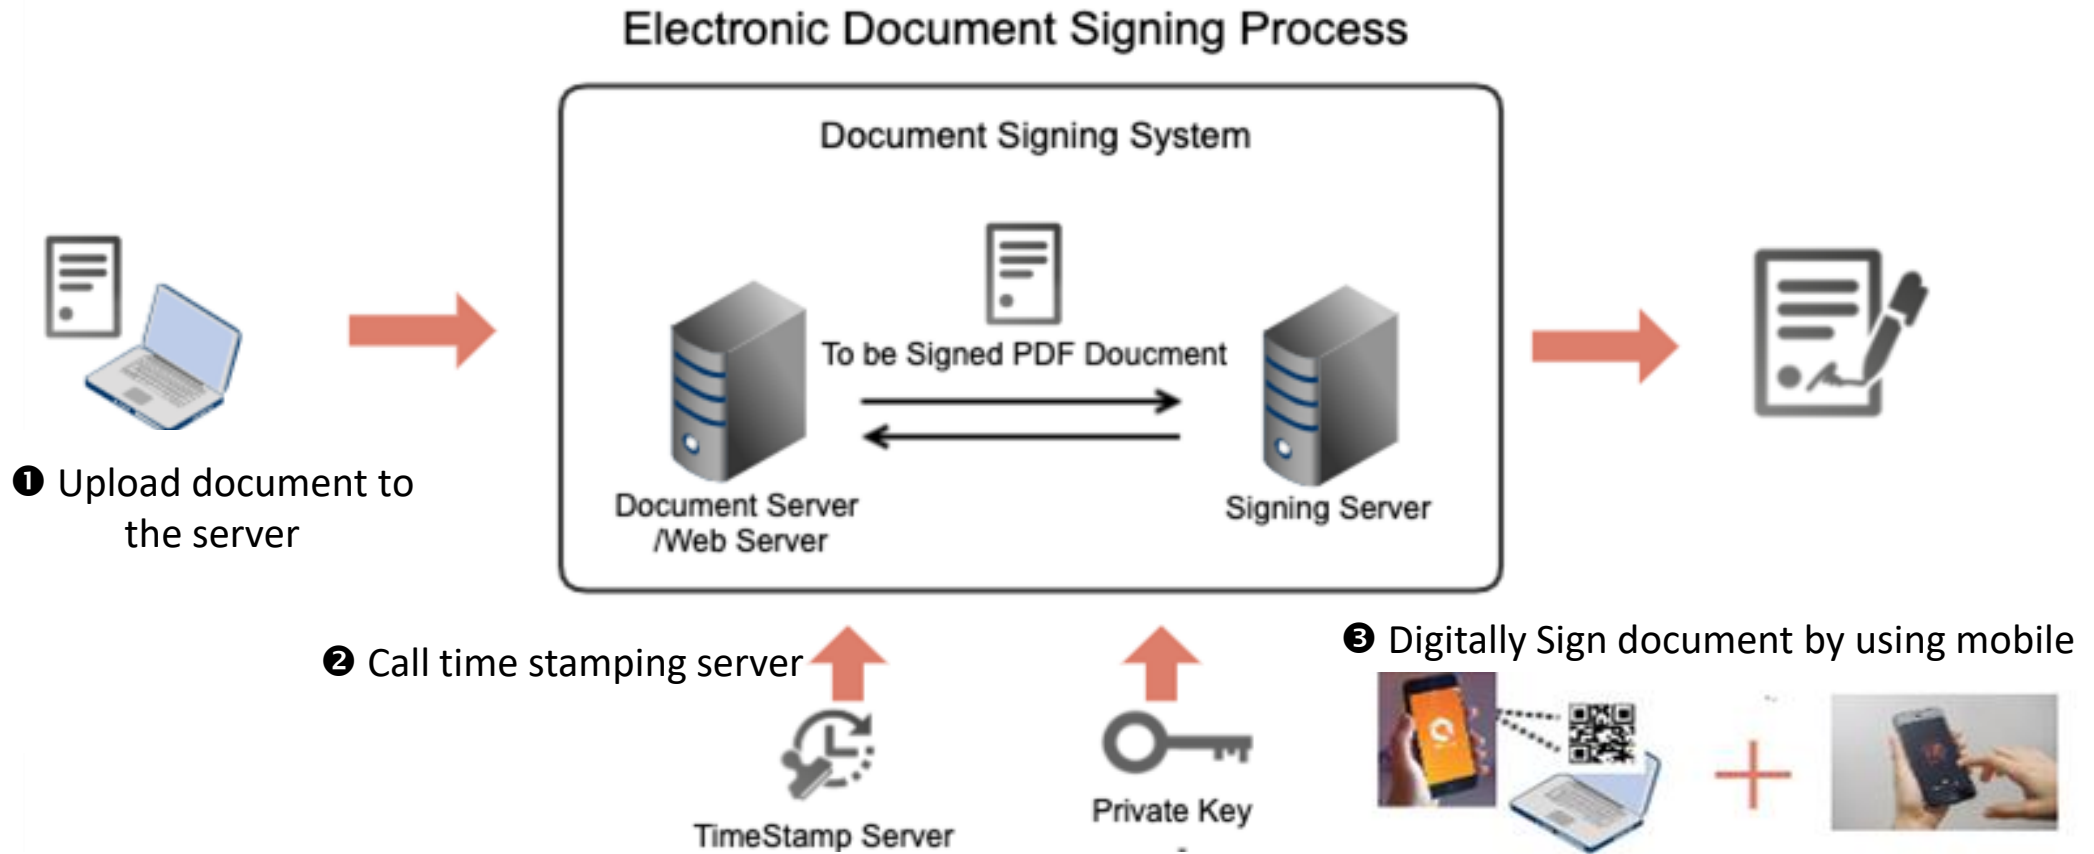 Electronic Document Signing Process
Document Signing System
To be Signed PDF Doucment
Document Server
/Web Server
Signing Server
❶ Upload document to
the server
❷ Call time stamping server
TimeStamp Server
Private Key
❸ Digitally Sign document by using mobile